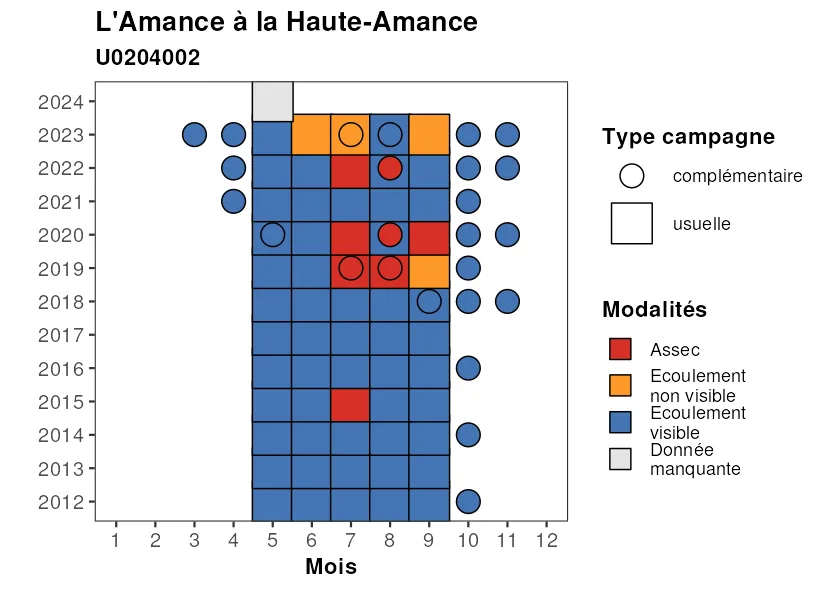 L'Amance à la Haute-Amance
U0204002
2024
2023
2022
2021
2020
2019
2018
2017
2016
2015
2014
2013
2012
1 2 3 4 5 6 7 8 9 10 11 12
Mois
Type campagne
complémentaire
usuelle
Modalités
Assec
Ecoulement
non visible
Ecoulement
visible
Donnée
manquante